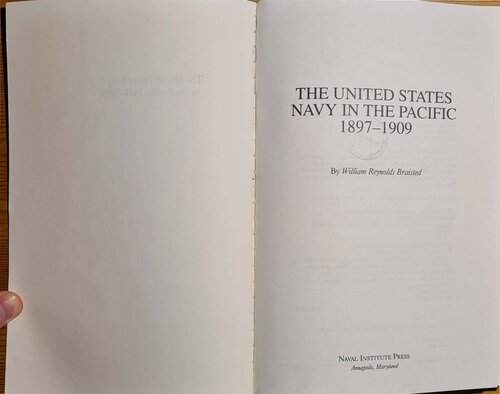 THE UNITED STATES
NAVY IN THE PACIFIC
1897–1909
By William Reynolds Braisted
NAVAL INSTITUTE PRESS
Annapolis, Maryland